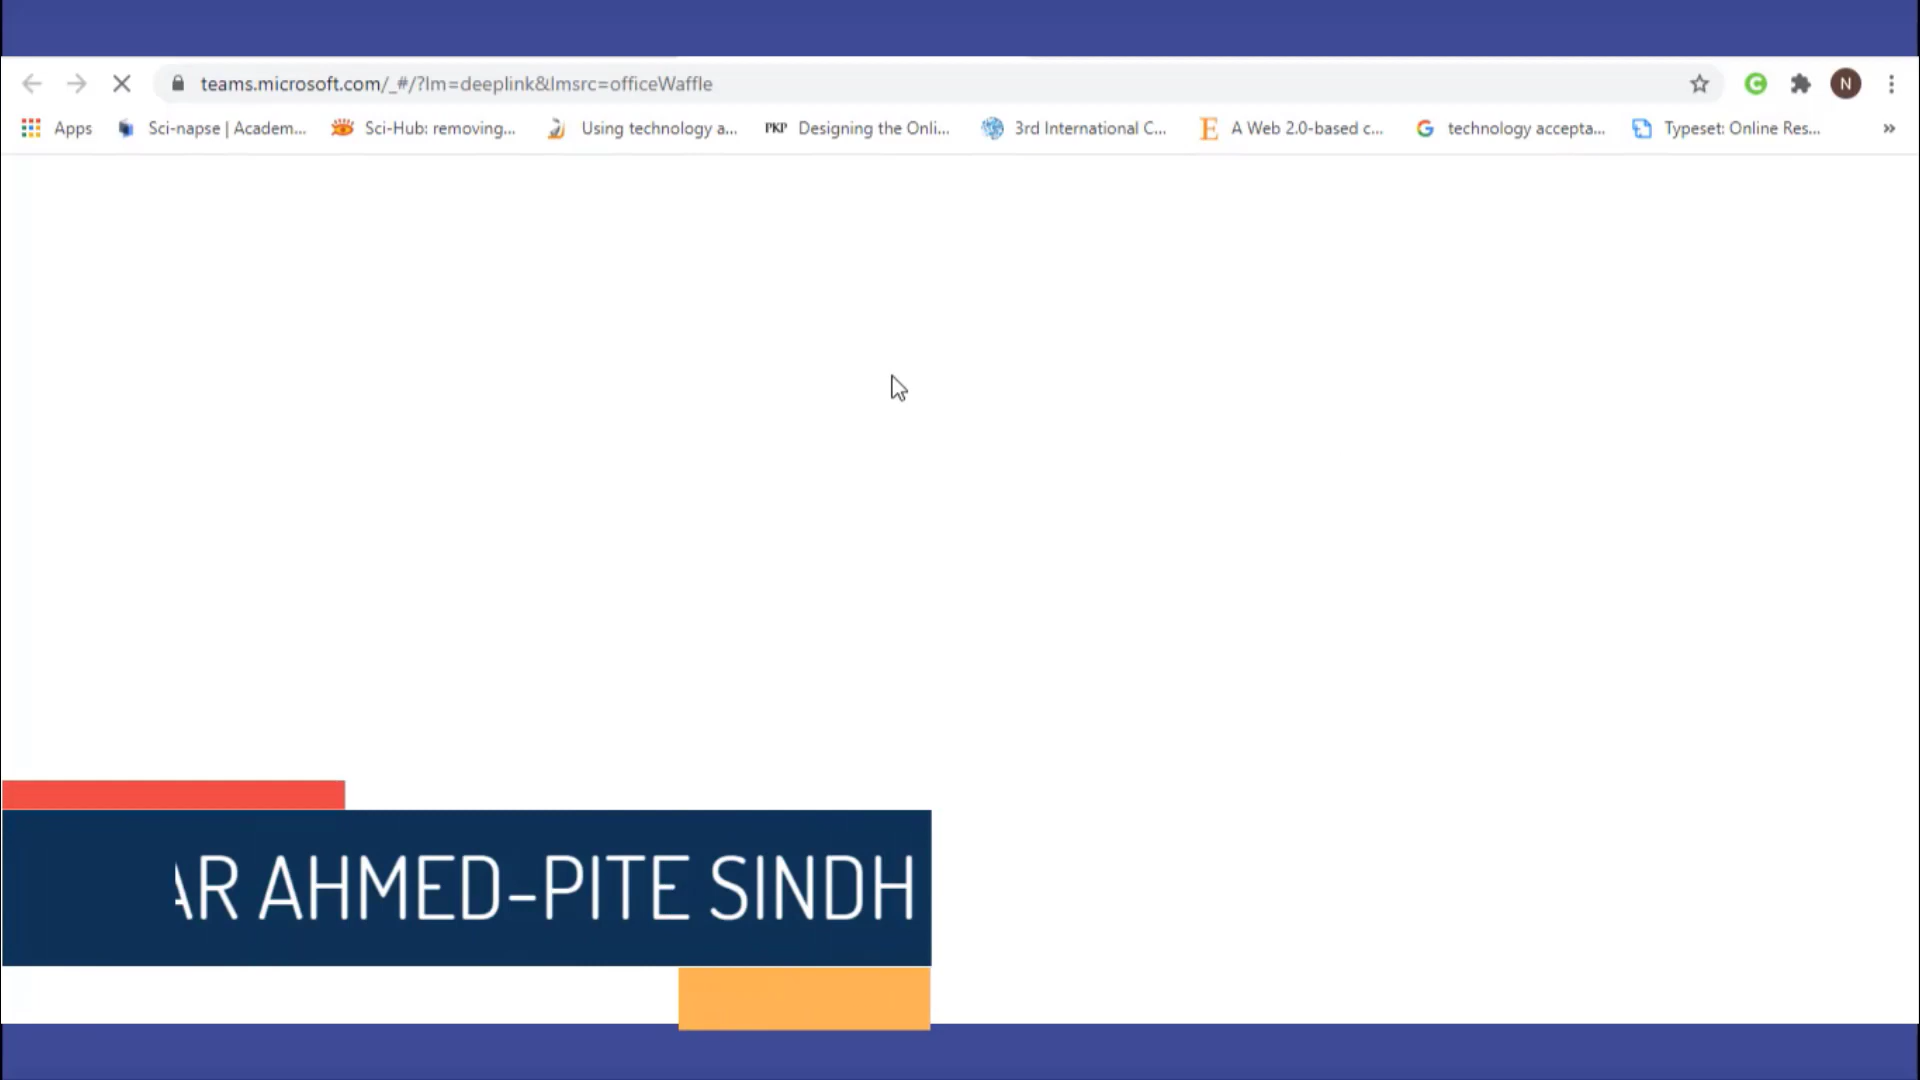 teams.microsoft.com/_#/?lm=deeplink&lmsrc=officeWaffle
N
Apps Sci-napse | Academ... Sci-Hub: removing... Using technology a... PKP Designing the Onli... 3rd International C... E A Web 2.0-based c... G technology accepta... Typeset: Online Res... »
AR AHMED-PITE SINDH